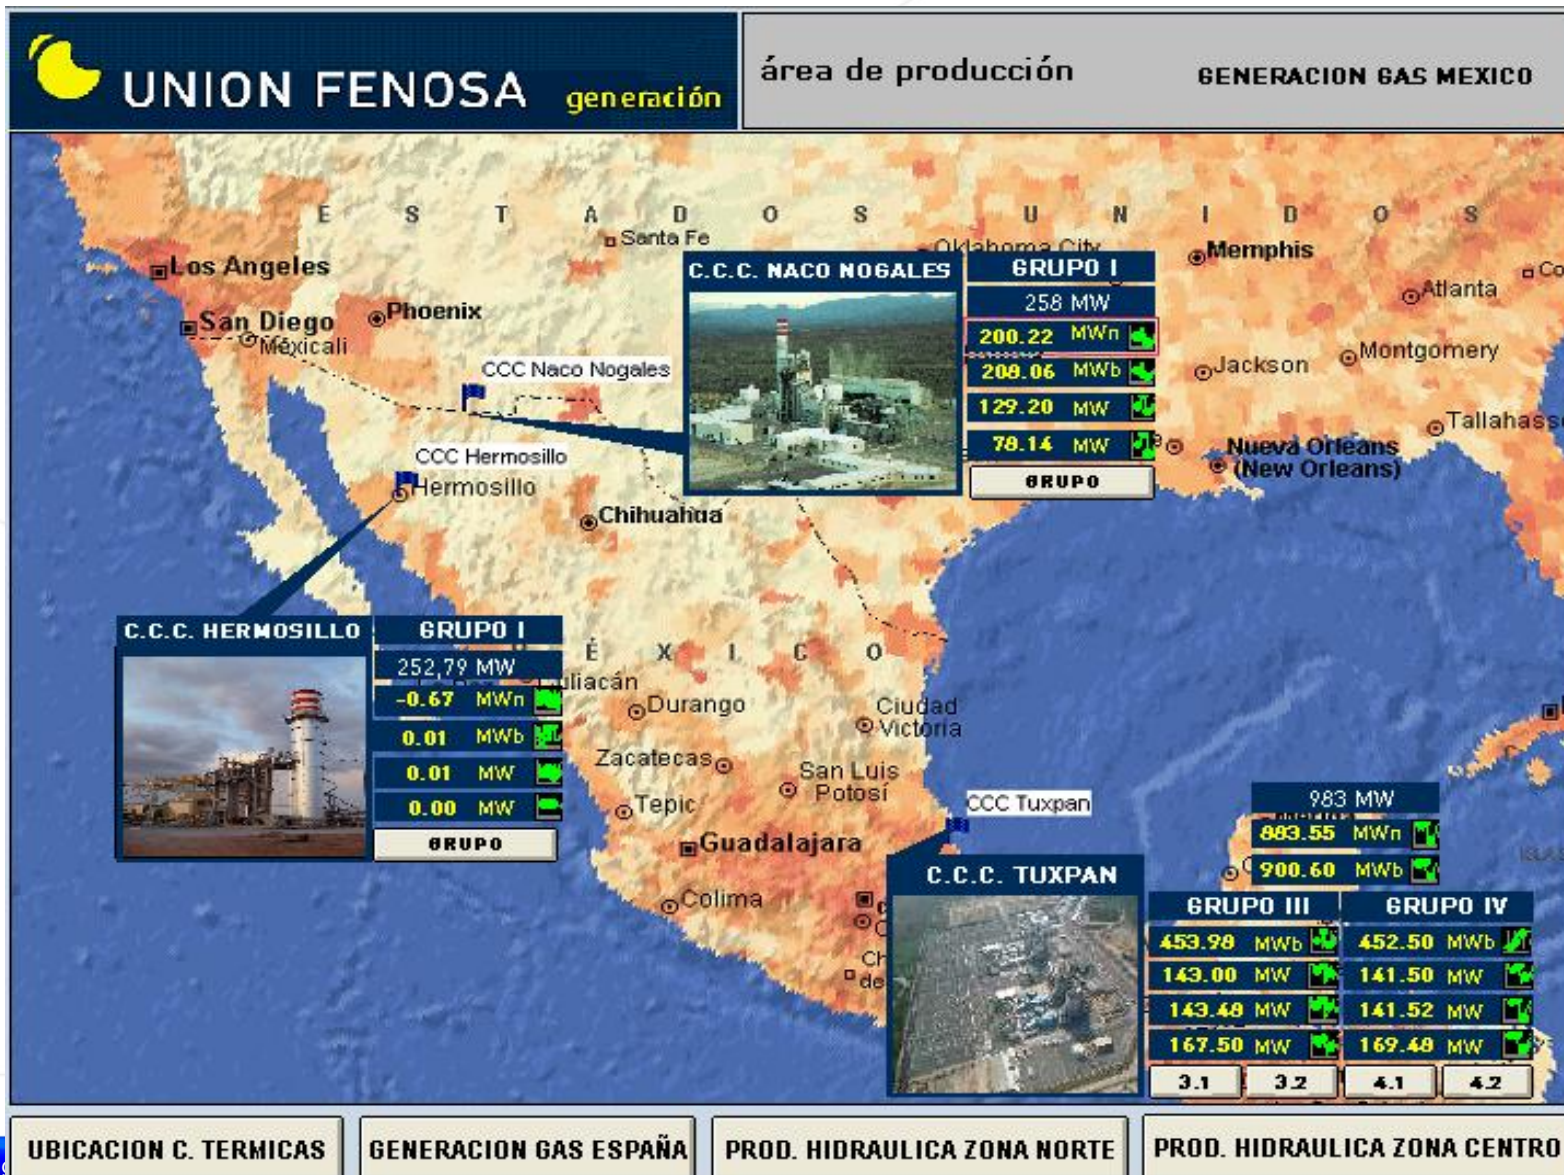 UNION FENOSA generación
área de producción
GENERACION GAS MEXICO
E S T A D O S U N I D O S
Santa Fe
Oklahoma City
Memphis
Los Angeles
Atlanta
San Diego
Phoenix
Mexicali
Jackson
Montgomery
Nueva Orleans
(New Orleans)
CCC Naco Nogales
C.C.C. NACO NOGALES
GRUPO I
258 MW
200.22 MWn
208.06 MWb
129.20 MW
78.14 MW
GRUPO
CCC Hermosillo
Hermosillo
Chihuahua
C.C.C. HERMOSILLO
GRUPO I
252,79 MW
-0.67 MWn
0.01 MWb
0.01 MW
0.00 MW
GRUPO
É X I C O
Durango
Ciudad
Victoria
Zacatecas
San Luis
Potosí
Tepic
Guadalajara
Colima
CCC Tuxpan
C.C.C. TUXPAN
983 MW
883.55 MWn
900.60 MWb
GRUPO III
453.98 MWb
143.00 MW
143.48 MW
167.50 MW
3.1 3.2
GRUPO IV
452.50 MWb
141.50 MW
141.52 MW
169.48 MW
4.1 4.2
UBICACION C. TERMICAS
GENERACION GAS ESPAÑA
PROD. HIDRAULICA ZONA NORTE
PROD. HIDRAULICA ZONA CENTRO